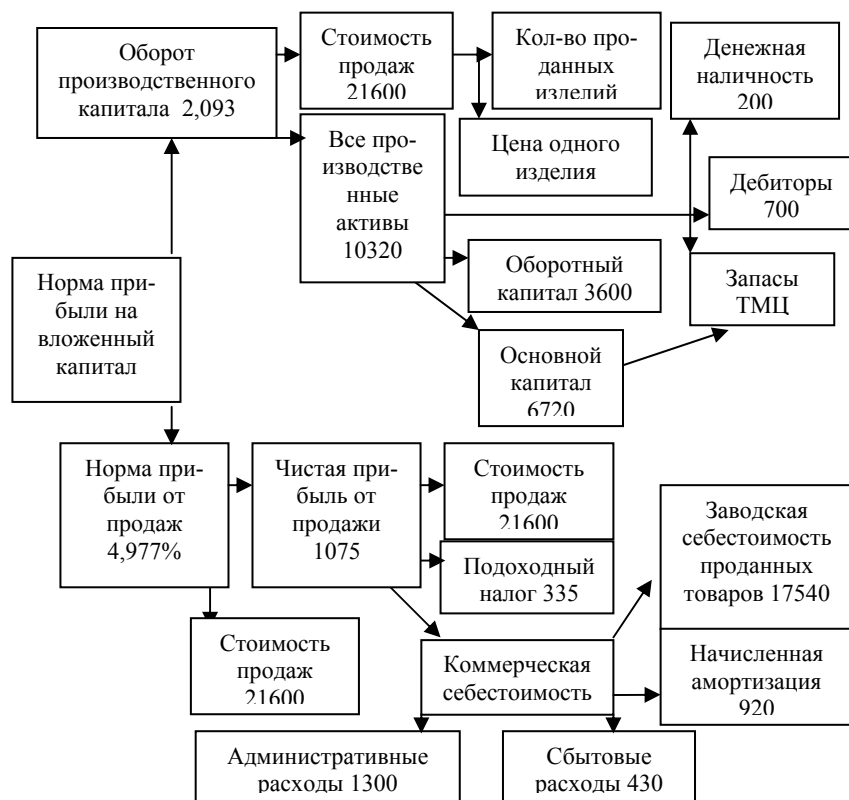 Оборот
производственного
капитала 2,093
Стоимость
продаж
21600
Кол-во про-
данных
изделий
Денежная
наличность
200
Все про-
изводстве
нные
активы
10320
Цена одного
изделия
Дебиторы
700
Норма при-
были на
вложенный
капитал
Оборотный
капитал 3600
Запасы
ТМЦ
Основной
капитал
6720
Норма при-
были от
продаж
4,977%
Чистая при-
быль от
продажи
1075
Стоимость
продаж
21600
Заводская
себестоимость
проданных
товаров 17540
Подоходный
налог 335
Стоимость
продаж
21600
Коммерческая
себестоимость
Начисленная
амортизация
920
Административные
расходы 1300
Сбытовые
расходы 430